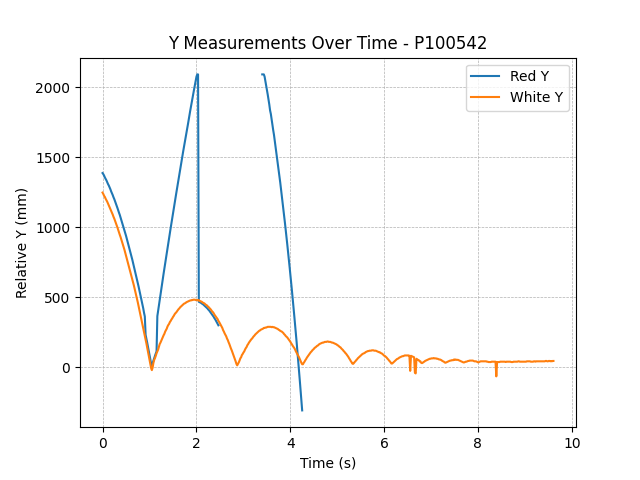 Y Measurements Over Time - P100542
Red Y
White Y
Relative Y (mm)
2000
1500
1000
500
0
0
2
4
6
8
10
Time (s)